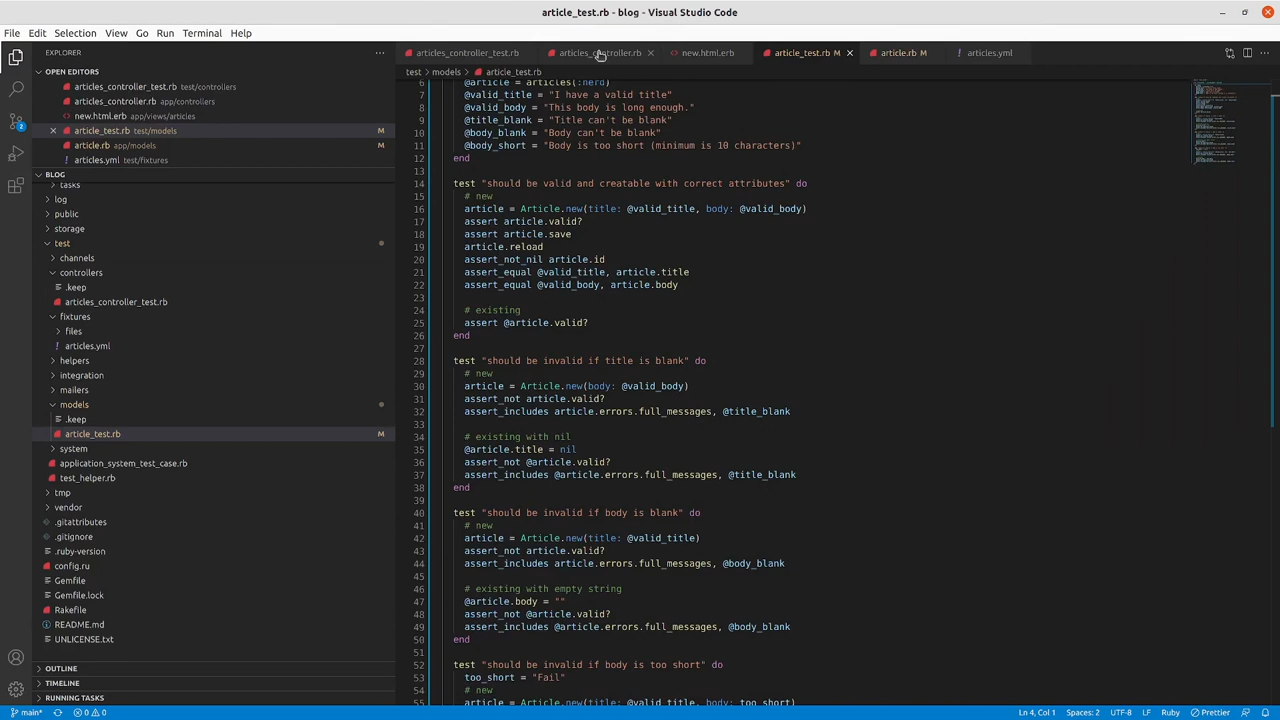 article_test.rb - blog - Visual Studio Code
File Edit Selection View Go Run Terminal Help
EXPLORER
OPEN EDITORS
articles_controller_test.rb test/controllers
articles_controller.rb app/controllers
new.html.erb app/views/articles
article_test.rb test/models M
article.rb app/models M
articles.yml test/fixtures
BLOG
tasks
log
public
storage
test
channels
controllers
.keep
articles_controller_test.rb
fixtures
files
articles.yml
helpers
integration
mailers
models
.keep
article_test.rb M
system
application_system_test_case.rb
test_helper.rb
tmp
vendor
.gitattributes
.gitignore
.ruby-version
config.ru
Gemfile
Gemfile.lock
Rakefile
README.md
UNLICENSE.txt
OUTLINE
TIMELINE
RUNNING TASKS
2
articles_controller_test.rb articles_controller.rb new.html.erb article_test.rb M article.rb M articles.yml
test models article_test.rb
6 @article = articles(:nerd)
7 @valid_title = "I have a valid title"
8 @valid_body = "This body is long enough."
9 @title_blank = "Title can't be blank"
10 @body_blank = "Body can't be blank"
11 @body_short = "Body is too short (minimum is 10 characters)"
12 end
13
14 test "should be valid and creatable with correct attributes" do
15 # new
16 article = Article.new(title: @valid_title, body: @valid_body)
17 assert article.valid?
18 assert article.save
19 article.reload
20 assert_not_nil article.id
21 assert_equal @valid_title, article.title
22 assert_equal @valid_body, article.body
23
24 # existing
25 assert @article.valid?
26 end
27
28 test "should be invalid if title is blank" do
29 # new
30 article = Article.new(body: @valid_body)
31 assert_not article.valid?
32 assert_includes article.errors.full_messages, @title_blank
33
34 # existing with nil
35 @article.title = nil
36 assert_not @article.valid?
37 assert_includes @article.errors.full_messages, @title_blank
38 end
39
40 test "should be invalid if body is blank" do
41 # new
42 article = Article.new(title: @valid_title)
43 assert_not article.valid?
44 assert_includes article.errors.full_messages, @body_blank
45
46 # existing with empty string
47 @article.body = ""
48 assert_not @article.valid?
49 assert_includes @article.errors.full_messages, @body_blank
50 end
51
52 test "should be invalid if body is too short" do
53 too_short = "Fail"
54 # new
55 article = Article.new(title: @valid_title, body: too_short)
main* 0 0 Ln 4, Col 1 Spaces: 2 UTF-8 LF Ruby Prettier